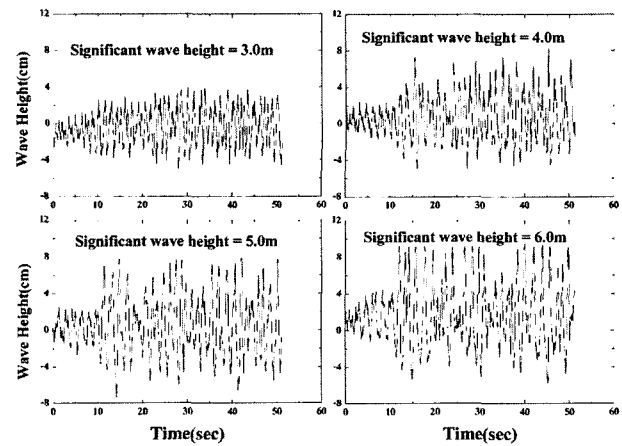 12
8
4
0
-4
-8
Wave Height(cm)
Significant wave height = 3.0m
0 10 20 30 40 50 60
12
8
4
0
-4
-8
Significant wave height = 4.0m
0 10 20 30 40 50 60
12
8
4
0
-4
-8
Wave Height(cm)
Significant wave height = 5.0m
0 10 20 30 40 50 60
Time(sec)
12
8
4
0
-4
-8
Significant wave height = 6.0m
0 10 20 30 40 50 60
Time(sec)